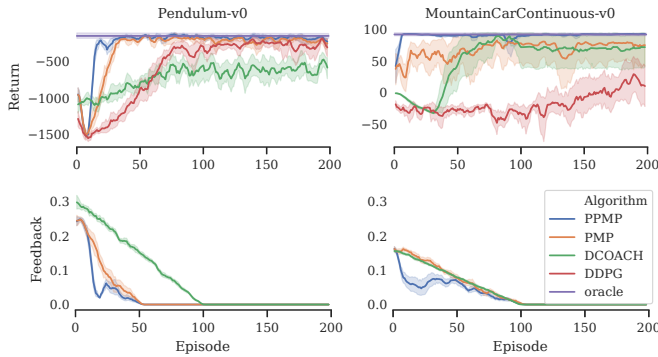 Pendulum-v0
MountainCarContinuous-v0
Return
−500
−1000
−1500
0
50
100
150
200
100
50
0
−50
0
50
100
150
200
Feedback
0.3
0.2
0.1
0.0
0
50
100
150
200
Episode
0.3
0.2
0.1
0.0
0
50
100
150
200
Episode
Algorithm
PPMP
PMP
DCOACH
DDPG
oracle